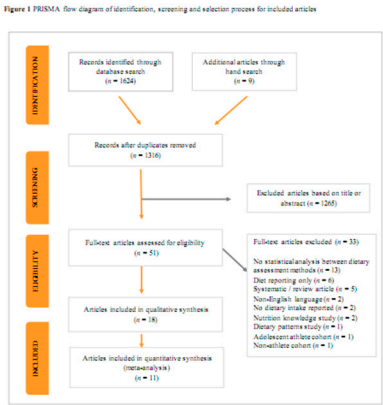 Figure 1 PRISMA flow diagram of identification, screening and selection process for included articles
IDENTIFICATION
Records identified through
database search
(n = 1624)
Additional articles through
hand search
(n = 9)
Records after duplicates removed
(n = 1316)
SCREENING
Excluded articles based on title or
abstract (n = 1265)
ELIGIBILITY
Full-text articles assessed for eligibility
(n = 51)
Full-text articles excluded (n = 33)
No statistical analysis between dietary
assessment methods (n = 13)
Diet reporting only (n = 6)
Systematic / review article (n = 5)
Non-English language (n = 2)
No dietary intake reported (n = 2)
Nutrition knowledge study (n = 2)
Dietary patterns study (n = 1)
Adolescent athlete cohort (n = 1)
Non-athlete cohort (n = 1)
Articles included in qualitative synthesis
(n = 18)
INCLUDED
Articles included in quantitative synthesis
(meta-analysis)
(n = 11)